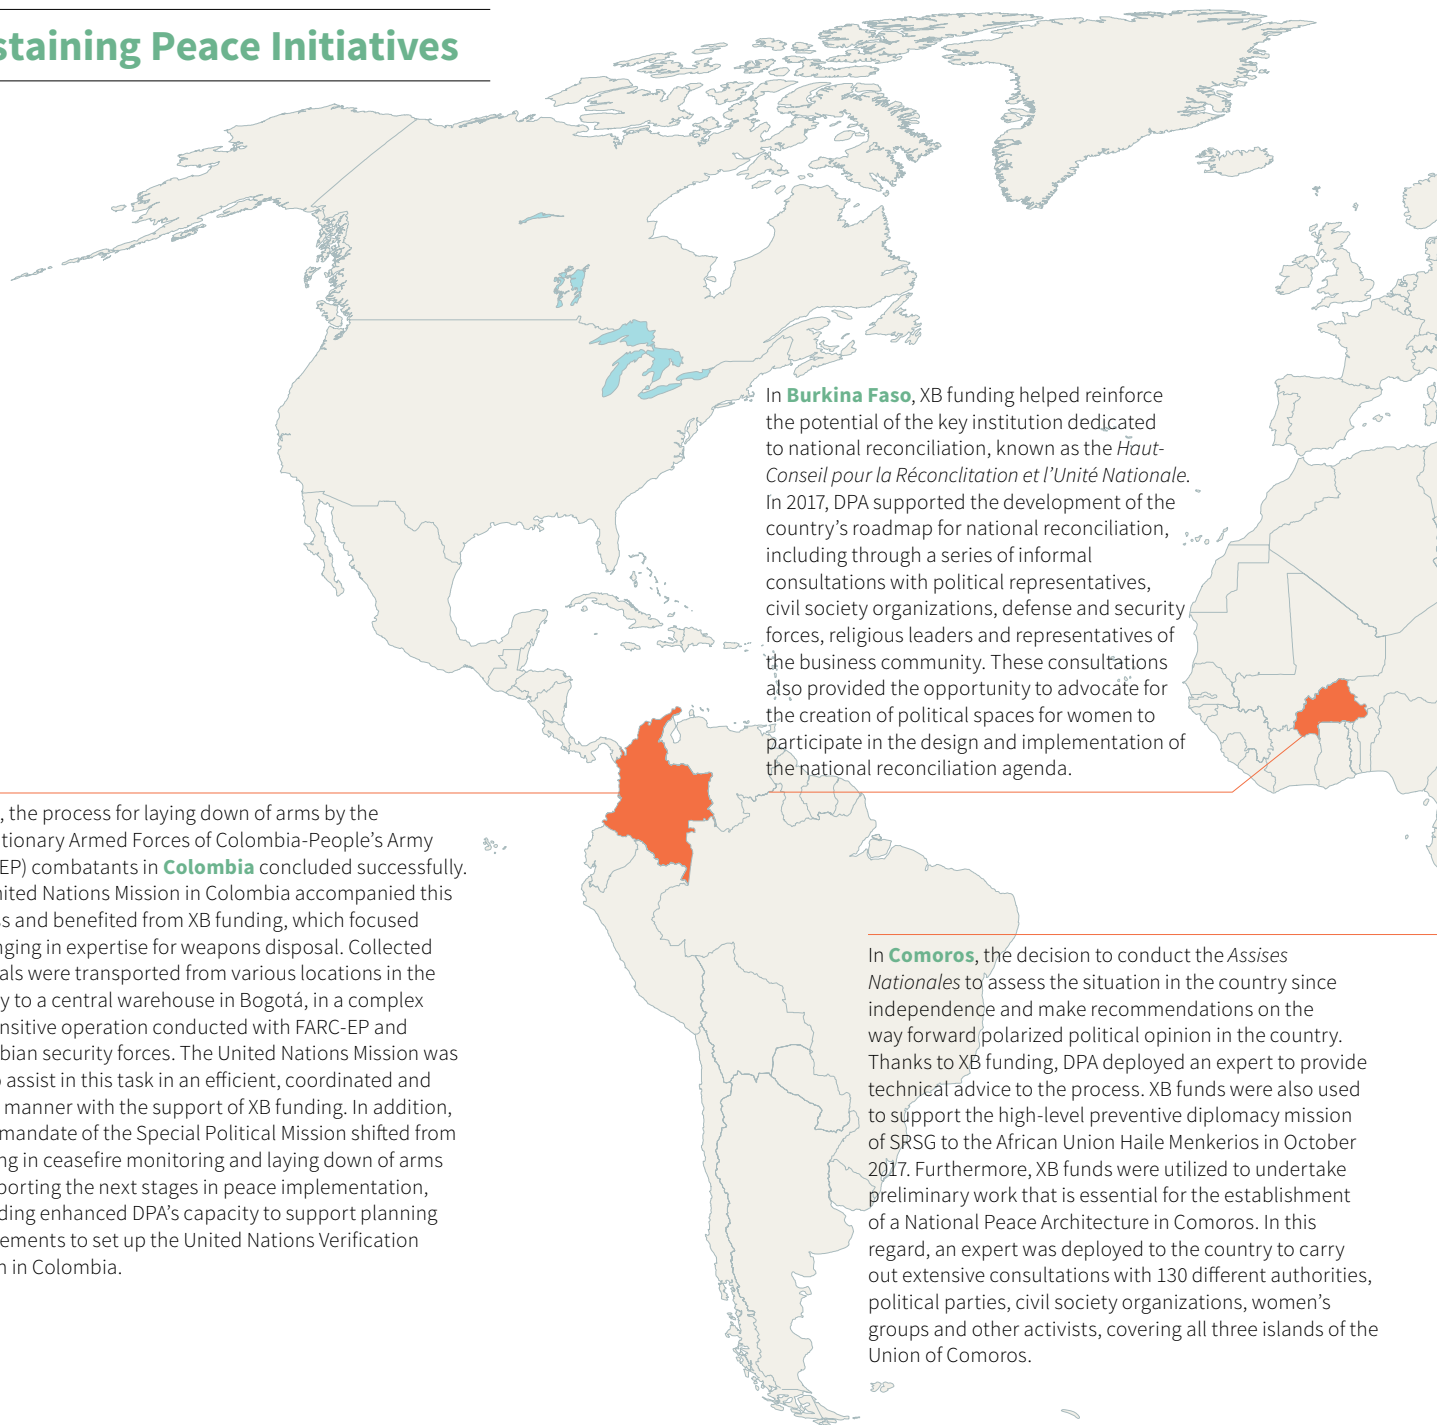 staining Peace Initiatives
In Burkina Faso, XB funding helped reinforce
the potential of the key institution dedicated
to national reconciliation, known as the Haut-
Conseil pour la Réconclitation et l’Unité Nationale.
In 2017, DPA supported the development of the
country’s roadmap for national reconciliation,
including through a series of informal
consultations with political representatives,
civil society organizations, defense and security
forces, religious leaders and representatives of
the business community. These consultations
also provided the opportunity to advocate for
the creation of political spaces for women to
participate in the design and implementation of
the national reconciliation agenda.
, the process for laying down of arms by the
tionary Armed Forces of Colombia-People’s Army
EP) combatants in Colombia concluded successfully.
nited Nations Mission in Colombia accompanied this
s and benefited from XB funding, which focused
nging in expertise for weapons disposal. Collected
als were transported from various locations in the
y to a central warehouse in Bogotá, in a complex
nsitive operation conducted with FARC-EP and
bian security forces. The United Nations Mission was
o assist in this task in an efficient, coordinated and
manner with the support of XB funding. In addition,
mandate of the Special Political Mission shifted from
ng in ceasefire monitoring and laying down of arms
porting the next stages in peace implementation,
ding enhanced DPA’s capacity to support planning
ements to set up the United Nations Verification
n in Colombia.
In Comoros, the decision to conduct the Assises
Nationales to assess the situation in the country since
independence and make recommendations on the
way forward polarized political opinion in the country.
Thanks to XB funding, DPA deployed an expert to provide
technical advice to the process. XB funds were also used
to support the high-level preventive diplomacy mission
of SRSG to the African Union Haile Menkerios in October
2017. Furthermore, XB funds were utilized to undertake
preliminary work that is essential for the establishment
of a National Peace Architecture in Comoros. In this
regard, an expert was deployed to the country to carry
out extensive consultations with 130 different authorities,
political parties, civil society organizations, women’s
groups and other activists, covering all three islands of the
Union of Comoros.